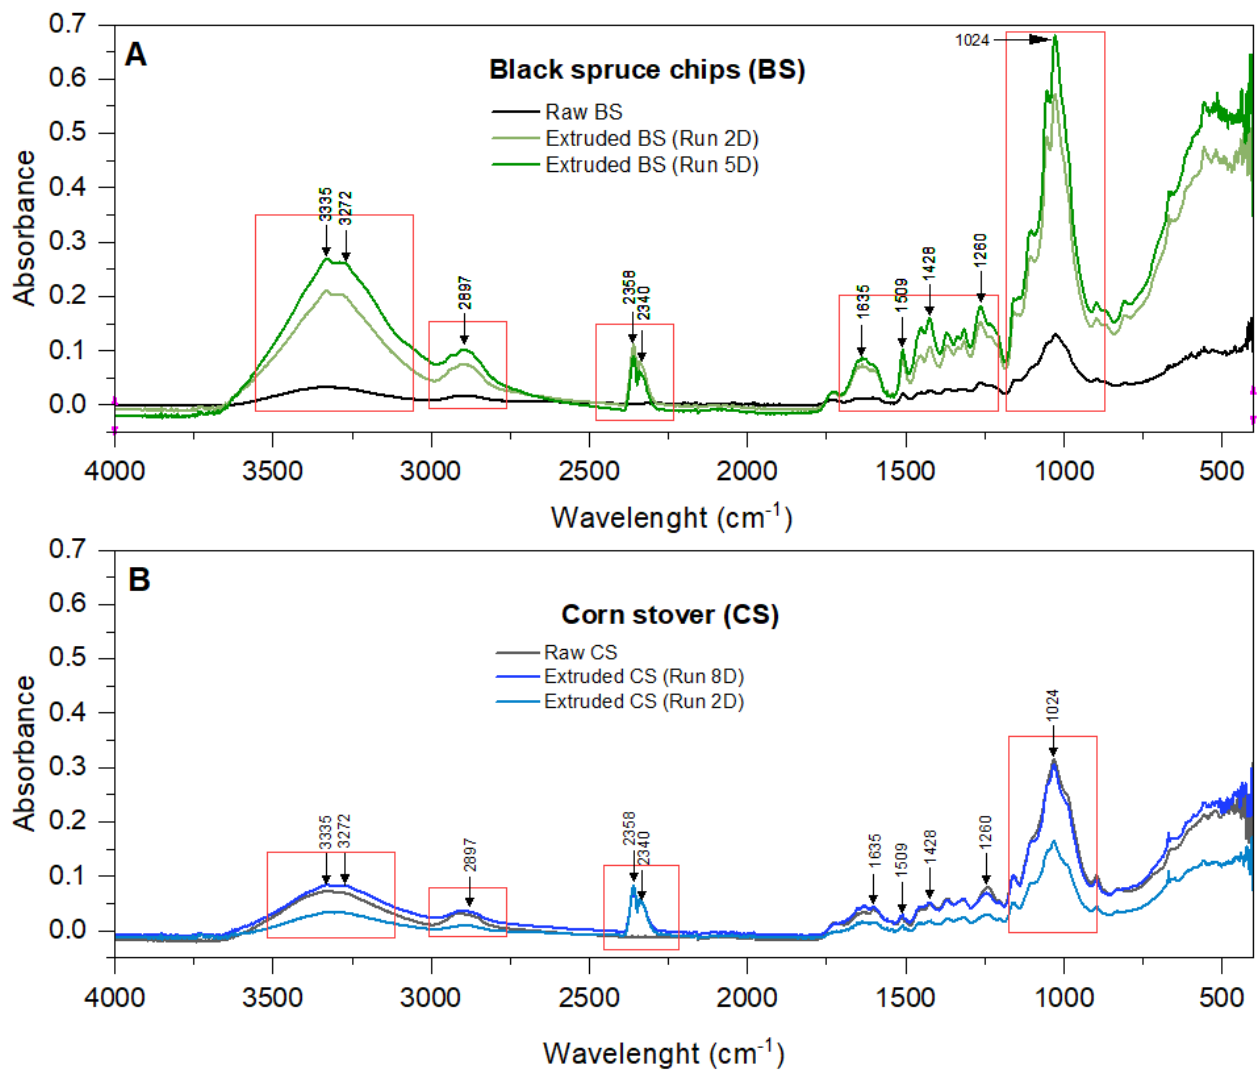 A
Black spruce chips (BS)
Raw BS
Extruded BS (Run 2D)
Extruded BS (Run 5D)
1024
3335
3272
2897
2358
2340
1635
1509
1428
1260
0.7
0.6
0.5
0.4
0.3
0.2
0.1
0.0
Absorbance
4000 3500 3000 2500 2000 1500 1000 500
Wavelenght (cm-1)
B
Corn stover (CS)
Raw CS
Extruded CS (Run 8D)
Extruded CS (Run 2D)
3335
3272
2897
2358
2340
1635
1509
1428
1260
1024
0.7
0.6
0.5
0.4
0.3
0.2
0.1
0.0
Absorbance
4000 3500 3000 2500 2000 1500 1000 500
Wavelenght (cm-1)